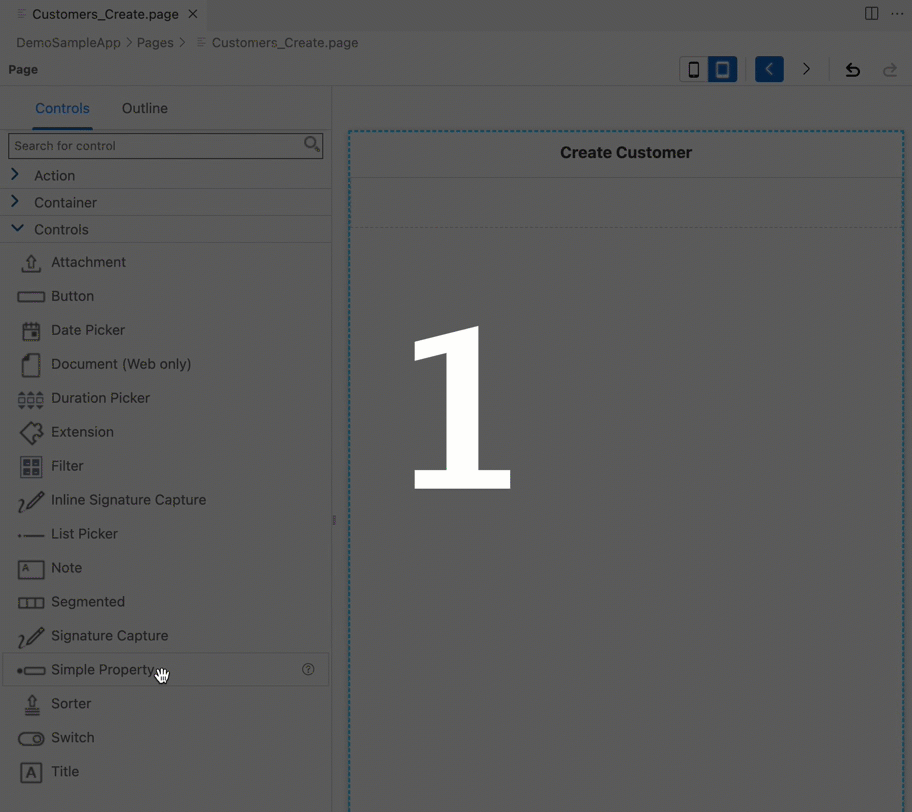 Customers_Create.page
DemoSampleApp > Pages > Customers_Create.page
Page
Controls Outline
Search for control
Action
Container
Controls
Attachment
Button
Date Picker
Document (Web only)
Duration Picker
Extension
Filter
Inline Signature Capture
List Picker
Note
Segmented
Signature Capture
Simple Property
Sorter
Switch
A Title
Create Customer
1